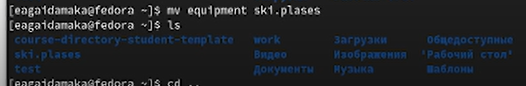 [eagaidamaka@fedora ~]$ mv equipment ski.plases
[eagaidamaka@fedora ~]$ ls
course-directory-student-template work Загрузки Общедоступные
ski.plases Видео Изображения 'Рабочий стол'
test Документы Музыка Шаблоны
[eagaidamaka@fedora ~]$ cd ..